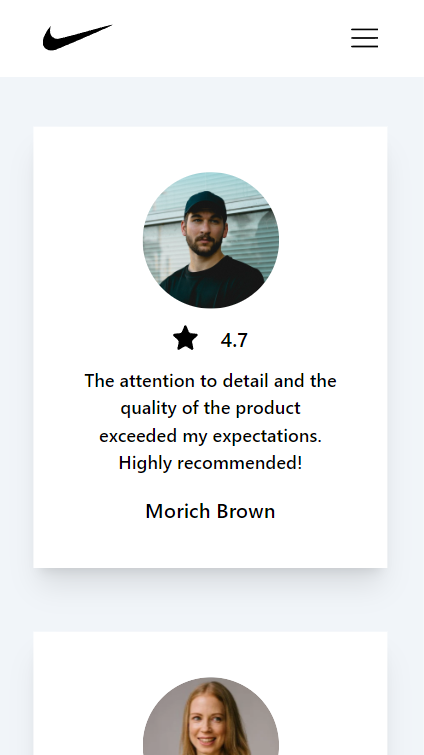 4.7
The attention to detail and the
quality of the product
exceeded my expectations.
Highly recommended!
Morich Brown